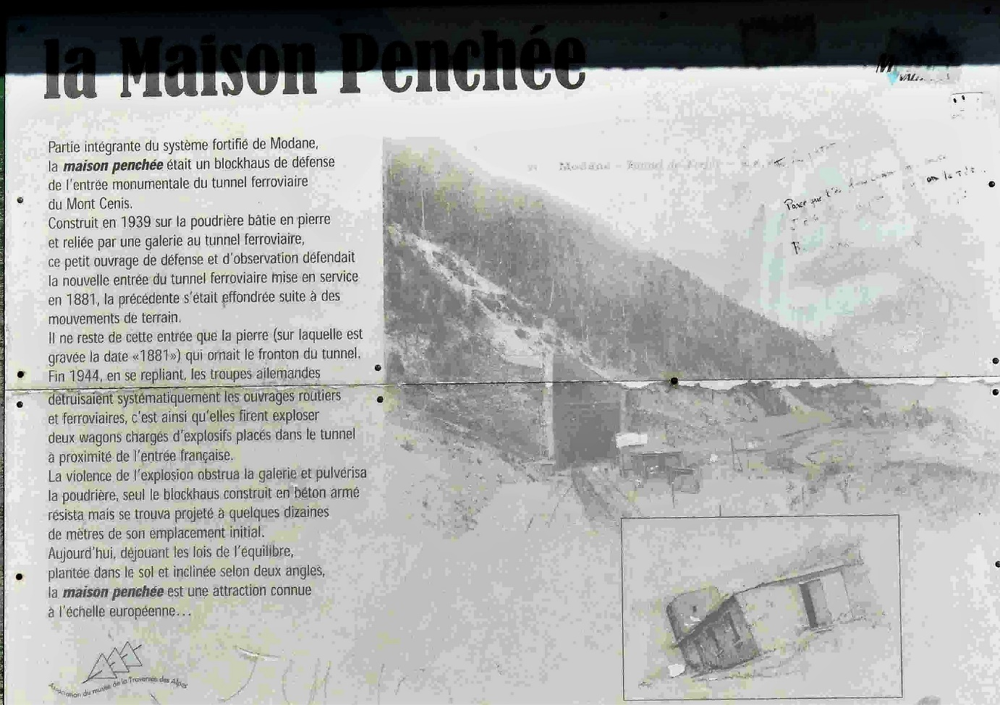 la Maison Penchée
Partie intégrante du système fortifié de Modane,
la maison penchée était un blockhaus de défense
de l'entrée monumentale du tunnel ferroviaire
du Mont Cenis.
Construit en 1939 sur la poudrière bâtie en pierre
et reliée par une galerie au tunnel ferroviaire,
ce petit ouvrage de défense et d'observation défendait
la nouvelle entrée du tunnel ferroviaire mise en service
en 1881, la précédente s'était effondrée suite à des
mouvements de terrain.
Il ne reste de cette entrée que la pierre (sur laquelle est
gravée la date «1881») qui ornait le fronton du tunnel.
Fin 1944, en se repliant, les troupes allemandes
détruisaient systématiquement les ouvrages routiers
et ferroviaires, c'est ainsi qu'elles firent exploser
deux wagons chargés d'explosifs placés dans le tunnel
à proximité de l'entrée française.
La violence de l'explosion obstrua la galerie et pulvérisa
la poudrière, seul le blockhaus construit en béton armé
résista mais se trouva projeté à quelques dizaines
de mètres de son emplacement initial.
Aujourd'hui, déjouant les lois de l'équilibre,
plantée dans le sol et inclinée selon deux angles,
la maison penchée est une attraction connue
à l'échelle européenne...
Association du musée de la Traversée des Alpes
Modane - Tunnel de
Parce que